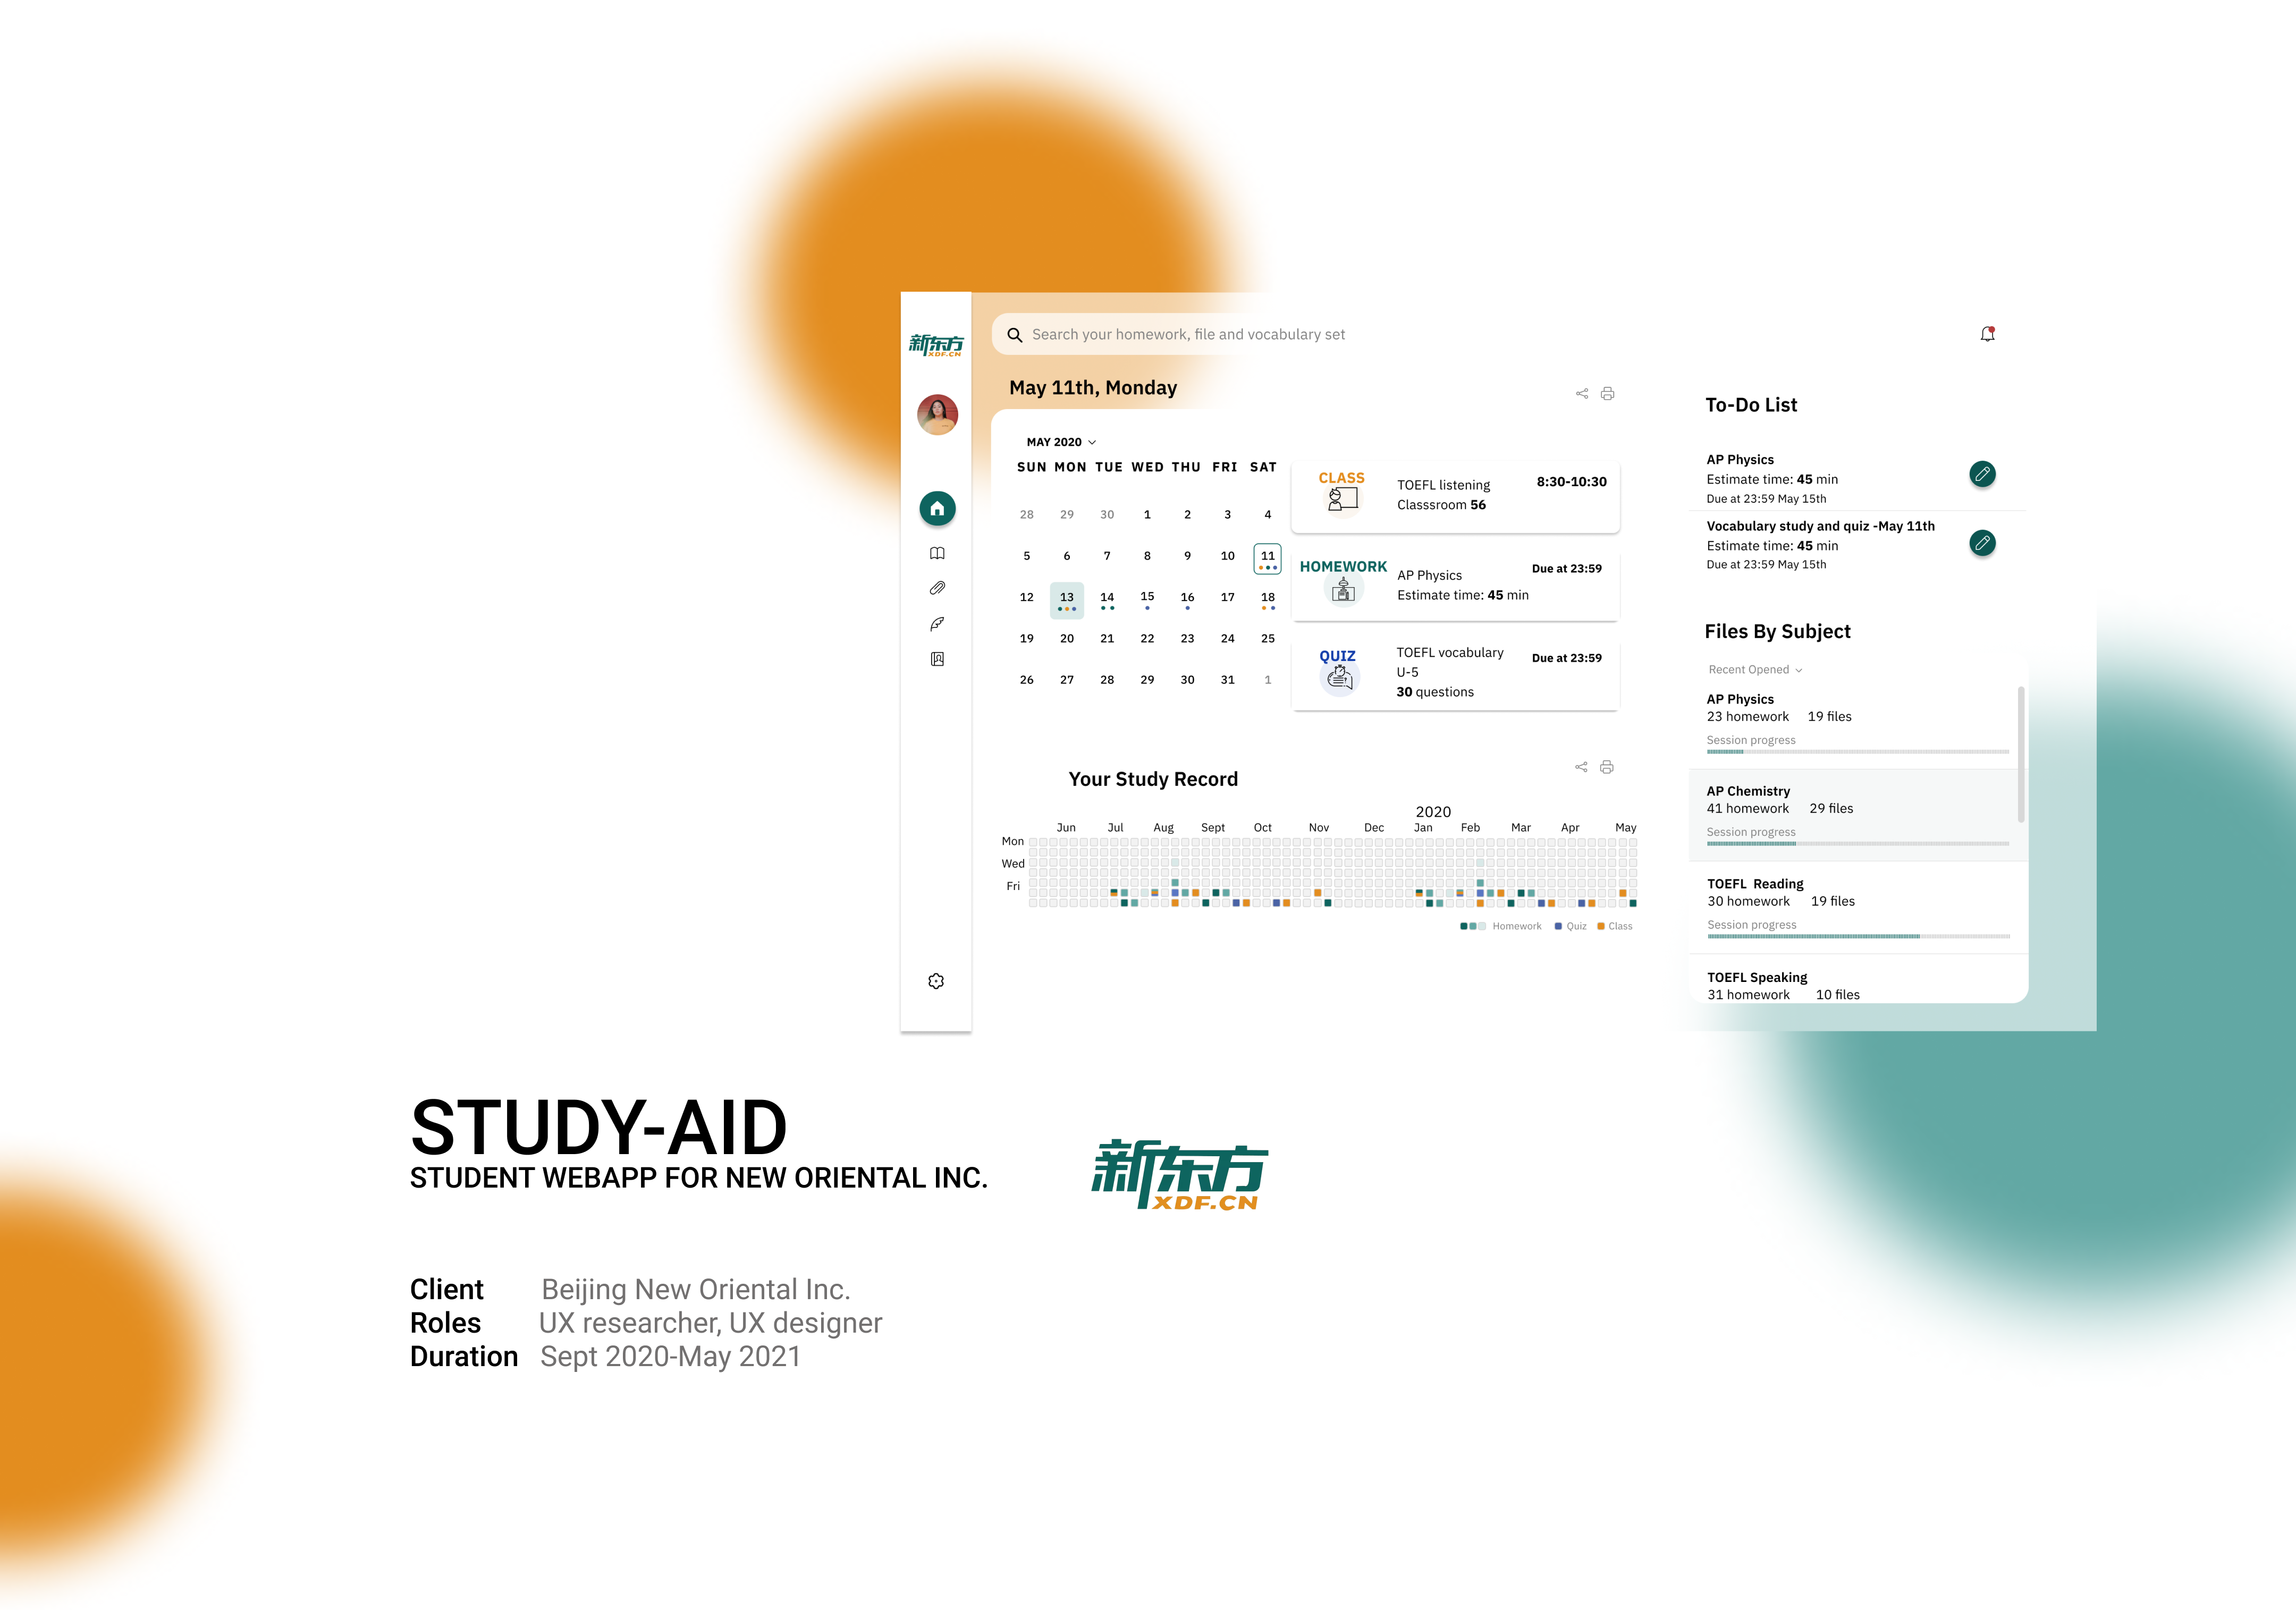 新东方
XDF.CN
Search your homework, file and vocabulary set
May 11th, Monday
MAY 2020
SUN MON TUE WED THU FRI SAT
28 29 30 1 2 3 4
5 6 7 8 9 10 11
12 13 14 15 16 17 18
19 20 21 22 23 24 25
26 27 28 29 30 31 1
CLASS
TOEFL listening
Classsroom 56
8:30-10:30
HOMEWORK
AP Physics
Estimate time: 45 min
Due at 23:59
QUIZ
TOEFL vocabulary
U-5
30 questions
Due at 23:59
Your Study Record
2020
Jun Jul Aug Sept Oct Nov Dec Jan Feb Mar Apr May
Mon
Wed
Fri
Homework Quiz Class
To-Do List
AP Physics
Estimate time: 45 min
Due at 23:59 May 15th
Vocabulary study and quiz -May 11th
Estimate time: 45 min
Due at 23:59 May 15th
Files By Subject
Recent Opened
AP Physics
23 homework 19 files
Session progress
AP Chemistry
41 homework 29 files
Session progress
TOEFL Reading
30 homework 19 files
Session progress
TOEFL Speaking
31 homework 10 files
STUDY-AID
STUDENT WEBAPP FOR NEW ORIENTAL INC.
新东方
XDF.CN
Client Beijing New Oriental Inc.
Roles UX researcher, UX designer
Duration Sept 2020-May 2021